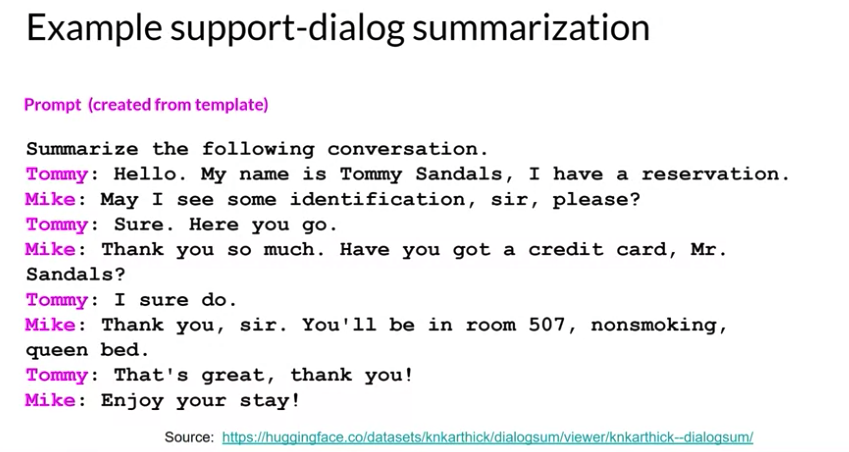 Example support-dialog summarization
Prompt (created from template)
Summarize the following conversation.
Tommy: Hello. My name is Tommy Sandals, I have a reservation.
Mike: May I see some identification, sir, please?
Tommy: Sure. Here you go.
Mike: Thank you so much. Have you got a credit card, Mr.
Sandals?
Tommy: I sure do.
Mike: Thank you, sir. You'll be in room 507, nonsmoking,
queen bed.
Tommy: That's great, thank you!
Mike: Enjoy your stay!
Source: https://huggingface.co/datasets/knkarthick/dialogsum/viewer/knkarthick--dialogsum/